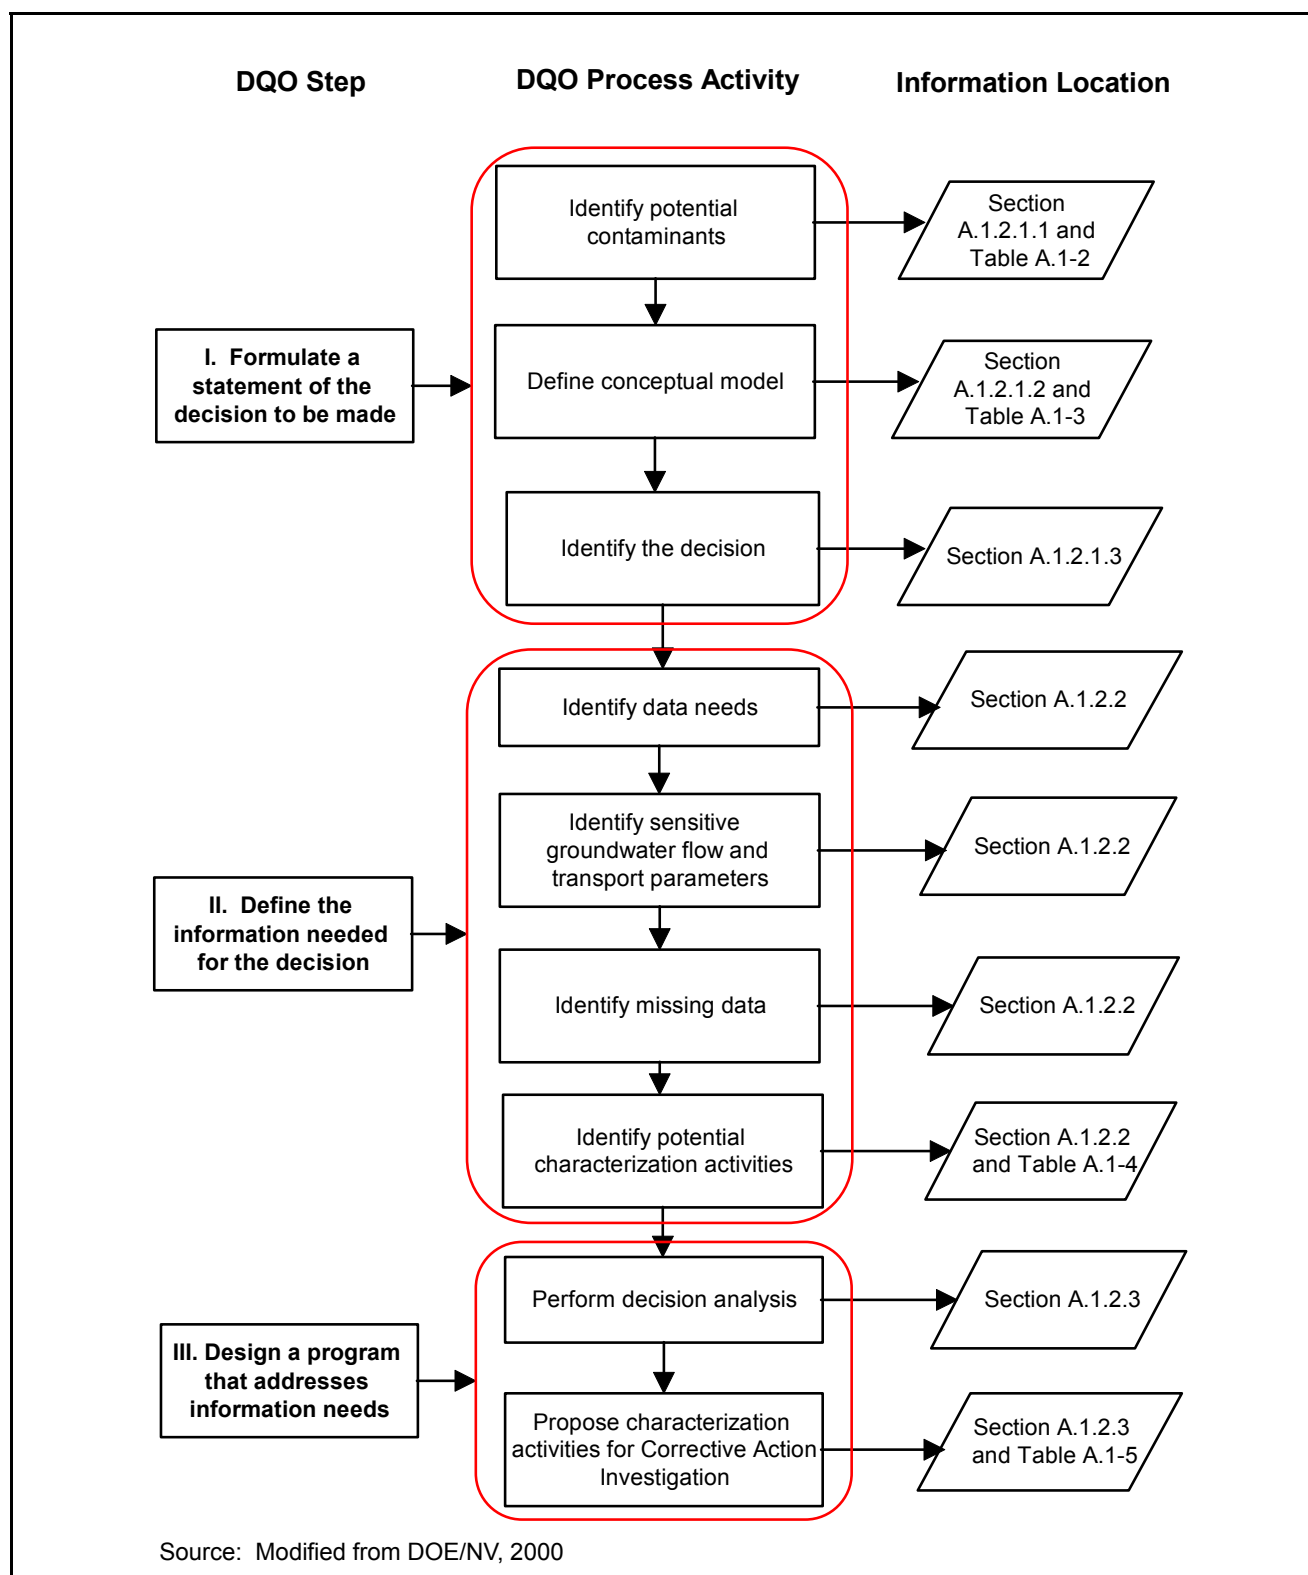 DQO Step
DQO Process Activity
Information Location
Identify potential
contaminants
Section
A.1.2.1.1 and
Table A.1-2
I. Formulate a
statement of the
decision to be made
Define conceptual model
Section
A.1.2.1.2 and
Table A.1-3
Identify the decision
Section A.1.2.1.3
Identify data needs
Section A.1.2.2
Identify sensitive
groundwater flow and
transport parameters
Section A.1.2.2
II. Define the
information needed
for the decision
Identify missing data
Section A.1.2.2
Identify potential
characterization activities
Section A.1.2.2
and Table A.1-4
Perform decision analysis
Section A.1.2.3
III. Design a program
that addresses
information needs
Propose characterization
activities for Corrective Action
Investigation
Section A.1.2.3
and Table A.1-5
Source: Modified from DOE/NV, 2000